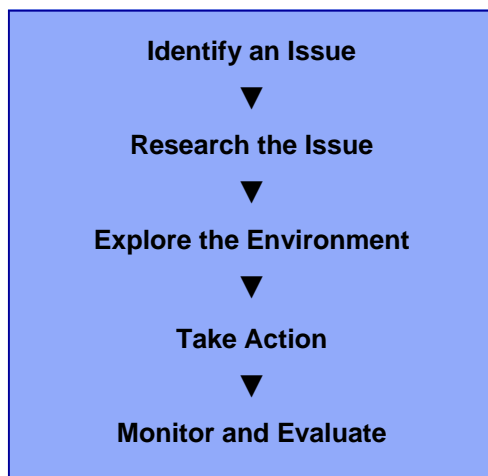 Identify an Issue
Research the Issue
Explore the Environment
Take Action
Monitor and Evaluate